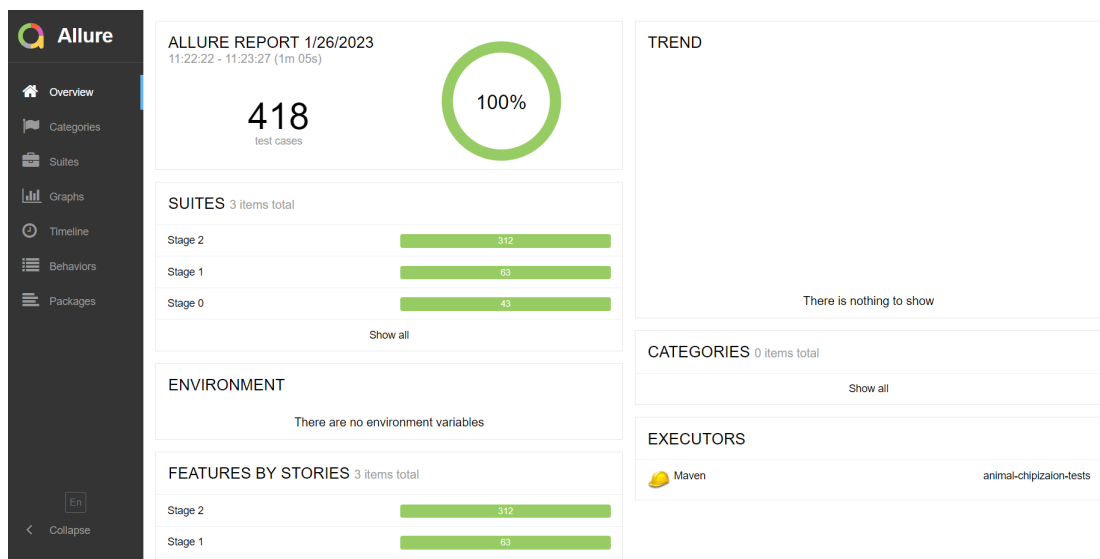 Allure
Overview
Categories
Suites
Graphs
Timeline
Behaviors
Packages
En
Collapse
ALLURE REPORT 1/26/2023
11:22:22 - 11:23:27 (1m 05s)
418
test cases
100%
SUITES 3 items total
Stage 2 312
Stage 1 63
Stage 0 43
Show all
ENVIRONMENT
There are no environment variables
FEATURES BY STORIES 3 items total
Stage 2 312
Stage 1 63
TREND
There is nothing to show
CATEGORIES 0 items total
Show all
EXECUTORS
Maven animal-chipizaion-tests